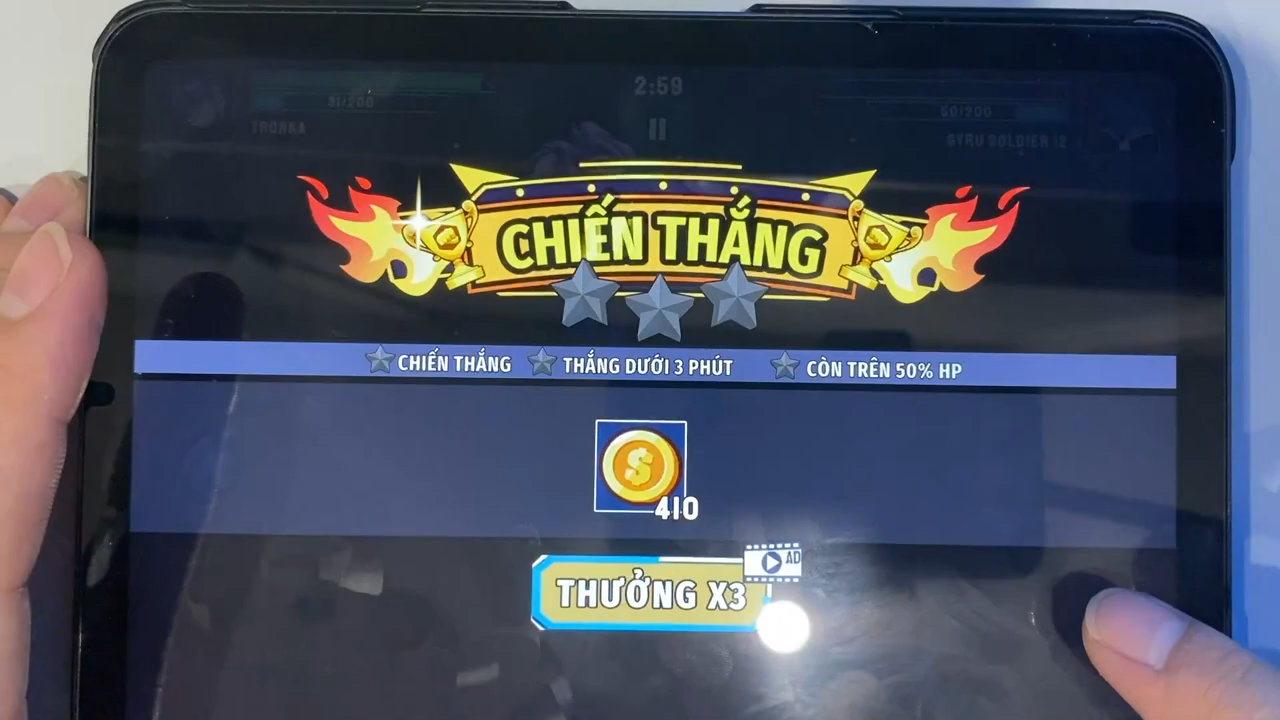 2:59
31/200
50/200
CHIẾN THẮNG
CHIẾN THẮNG THẮNG DƯỚI 3 PHÚT CÒN TRÊN 50% HP
410
AD
THƯỞNG X3